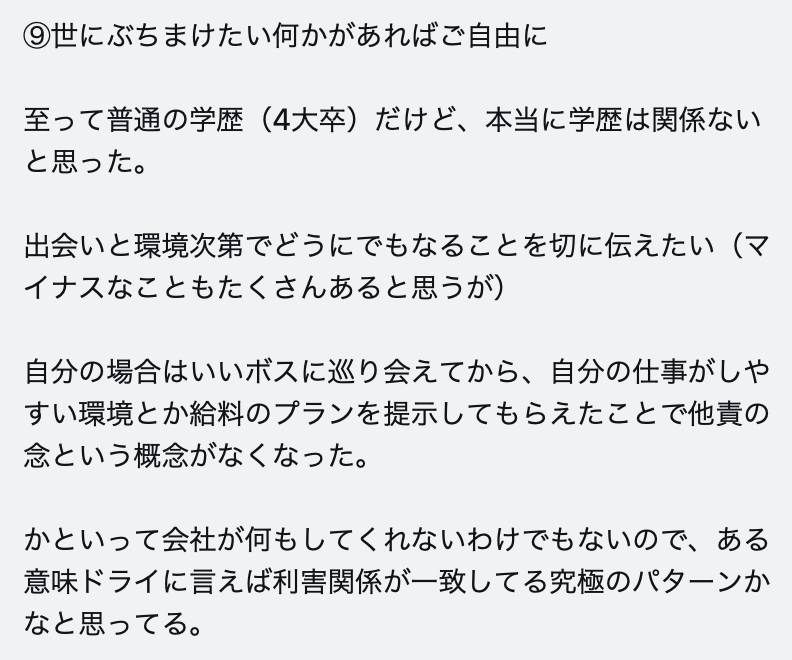 ⑨世にぶちまけたい何かがあればご自由に
至って普通の学歴（4大卒）だけど、本当に学歴は関係ない
と思った。
出会いと環境次第でどうにでもなることを切に伝えたい（マ
イナスなこともたくさんあると思うが）
自分の場合はいいボスに巡り会えてから、自分の仕事がしや
すい環境とか給料のプランを提示してもらえたことで他責の
念という概念がなくなった。
かといって会社が何もしてくれないわけでもないので、ある
意味ドライに言えば利害関係が一致してる究極のパターンか
なと思ってる。